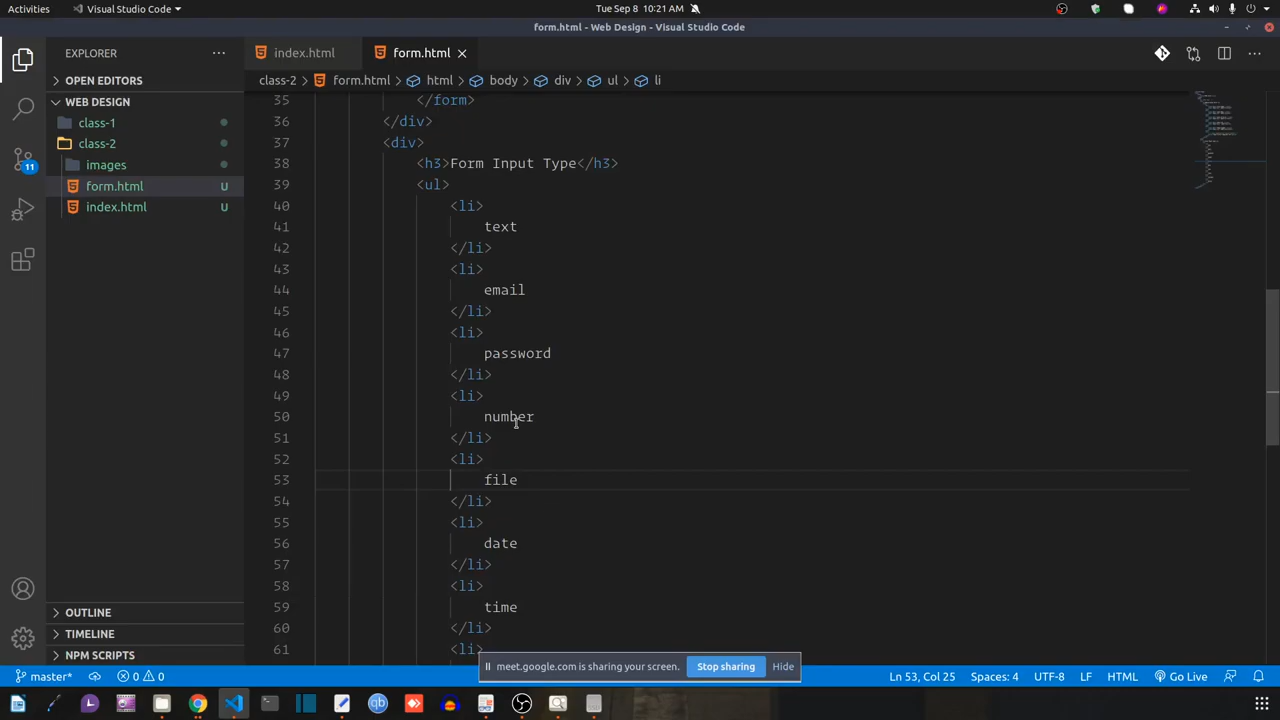 Activities
Visual Studio Code
Tue Sep 8 10:21 AM
form.html - Web Design - Visual Studio Code
EXPLORER
index.html
form.html
OPEN EDITORS
class-2
form.html
html
body
div
ul
li
WEB DESIGN
class-1
class-2
images
form.html U
index.html U
11
35 </form>
36 </div>
37 <div>
38 <h3>Form Input Type</h3>
39 <ul>
40 <li>
41 text
42 </li>
43 <li>
44 email
45 </li>
46 <li>
47 password
48 </li>
49 <li>
50 number
51 </li>
52 <li>
53 file
54 </li>
55 <li>
56 date
57 </li>
58 <li>
59 time
60 </li>
61 <li>
OUTLINE
TIMELINE
NPM SCRIPTS
meet.google.com is sharing your screen.
Stop sharing
Hide
master*
0
0
Ln 53, Col 25
Spaces: 4
UTF-8
LF
HTML
Go Live
qb